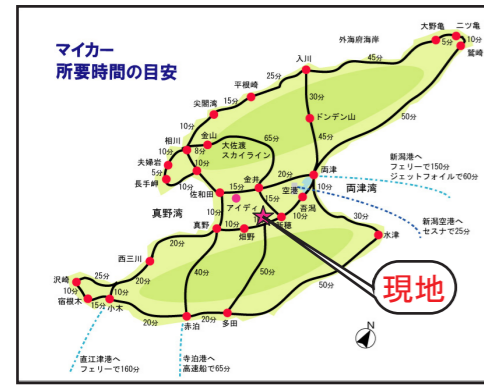 マイカー
所要時間の目安
外海府海岸
大野亀
二ツ亀
5分
10分
鷲崎
45分
入川
25分
平根崎
15分
尖閣湾
30分
50分
ドンデン山
10分
45分
相川
金山
10分
8分
大佐渡
スカイライン
65分
夫婦岩
5分
10分
長手岬
佐和田
15分
金井
20分
両津
新潟港へ
フェリーで150分
ジェットフォイルで60分
空港
10分
両津湾
アイディ
15分
吾潟
10分
新穂
真野湾
10分
真野
10分
畑野
新潟空港へ
セスナで25分
30分
水津
20分
西三川
40分
50分
50分
沢崎
25分
10分
宿根木
15分
10分
小木
20分
20分
赤泊
20分
多田
現地
N
直江津港へ
フェリーで160分
寺泊港へ
高速船で65分